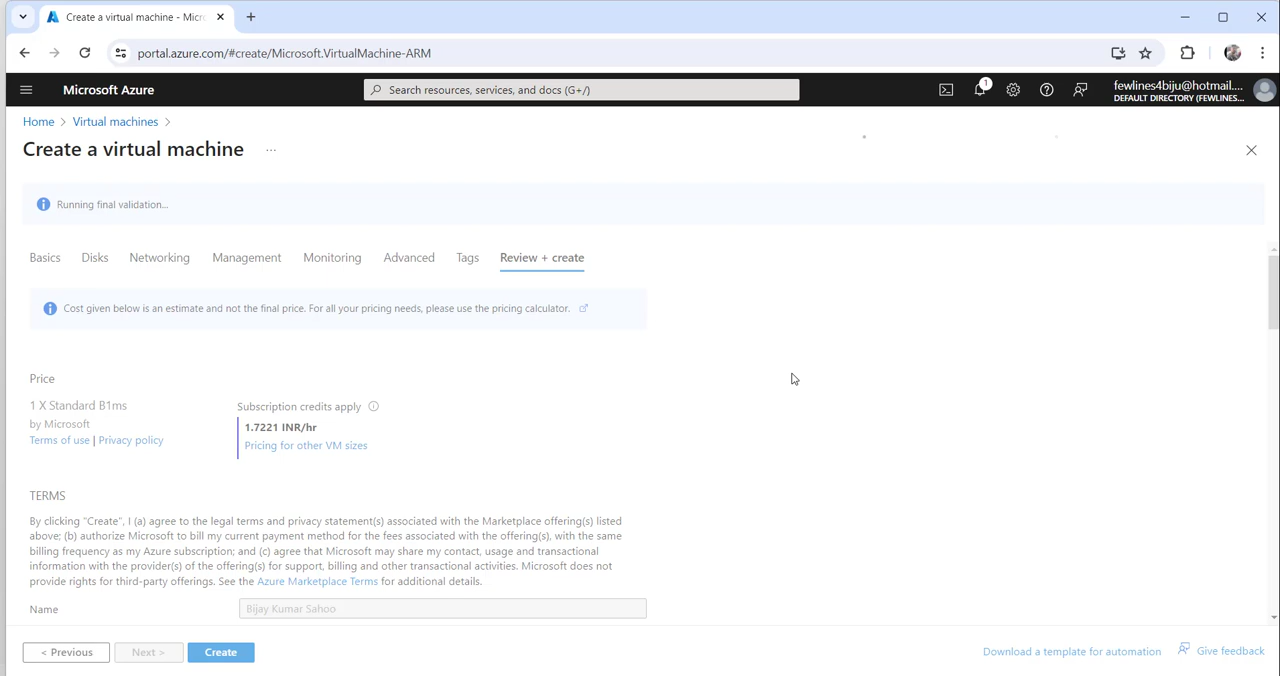 Create a virtual machine - Micr
portal.azure.com/#create/Microsoft.VirtualMachine-ARM
Microsoft Azure
Search resources, services, and docs (G+/)
1
fewlines4biju@hotmail....
DEFAULT DIRECTORY (FEWLINES...
Home > Virtual machines >
Create a virtual machine ...
Running final validation...
Basics Disks Networking Management Monitoring Advanced Tags Review + create
Cost given below is an estimate and not the final price. For all your pricing needs, please use the pricing calculator.
Price
1 X Standard B1ms
by Microsoft
Terms of use | Privacy policy
Subscription credits apply
1.7221 INR/hr
Pricing for other VM sizes
TERMS
By clicking "Create", I (a) agree to the legal terms and privacy statement(s) associated with the Marketplace offering(s) listed
above; (b) authorize Microsoft to bill my current payment method for the fees associated with the offering(s), with the same
billing frequency as my Azure subscription; and (c) agree that Microsoft may share my contact, usage and transactional
information with the provider(s) of the offering(s) for support, billing and other transactional activities. Microsoft does not
provide rights for third-party offerings. See the Azure Marketplace Terms for additional details.
Name Bijay Kumar Sahoo
< Previous Next > Create Download a template for automation Give feedback